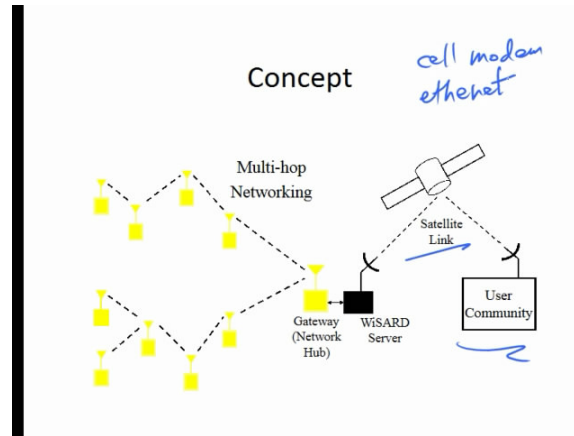 Concept
cell modem
ethernet
Multi-hop
Networking
Satellite
Link
Gateway
(Network
Hub)
WiSARD
Server
User
Community